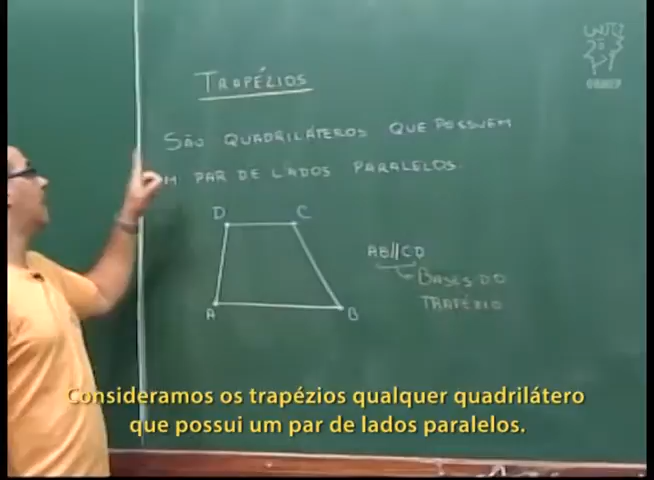 TRAPÉZIOS
SÃO QUADRILÁTEROS QUE POSSUEM
UM PAR DE LADOS PARALELOS.
D C
AB//CD
BASES DO
TRAPÉZIO
A B
Consideramos os trapézios qualquer quadrilátero
que possui um par de lados paralelos.
OBMEP